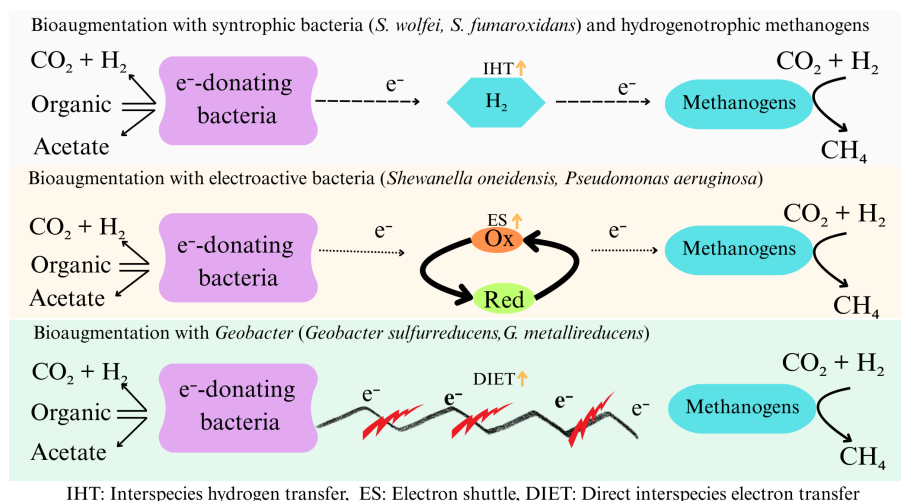 Bioaugmentation with syntrophic bacteria (S. wolfei, S. fumaroxidans) and hydrogenotrophic methanogens
CO₂ + H₂
Organic
Acetate
e⁻-donating
bacteria
e⁻
IHT
H₂
e⁻
Methanogens
CO₂ + H₂
CH₄
Bioaugmentation with electroactive bacteria (Shewanella oneidensis, Pseudomonas aeruginosa)
CO₂ + H₂
Organic
Acetate
e⁻-donating
bacteria
e⁻
ES
Ox
Red
e⁻
Methanogens
CO₂ + H₂
CH₄
Bioaugmentation with Geobacter (Geobacter sulfurreducens,G. metallireducens)
CO₂ + H₂
Organic
Acetate
e⁻-donating
bacteria
e⁻
e⁻
DIET
e⁻
e⁻
Methanogens
CO₂ + H₂
CH₄
IHT: Interspecies hydrogen transfer, ES: Electron shuttle, DIET: Direct interspecies electron transfer